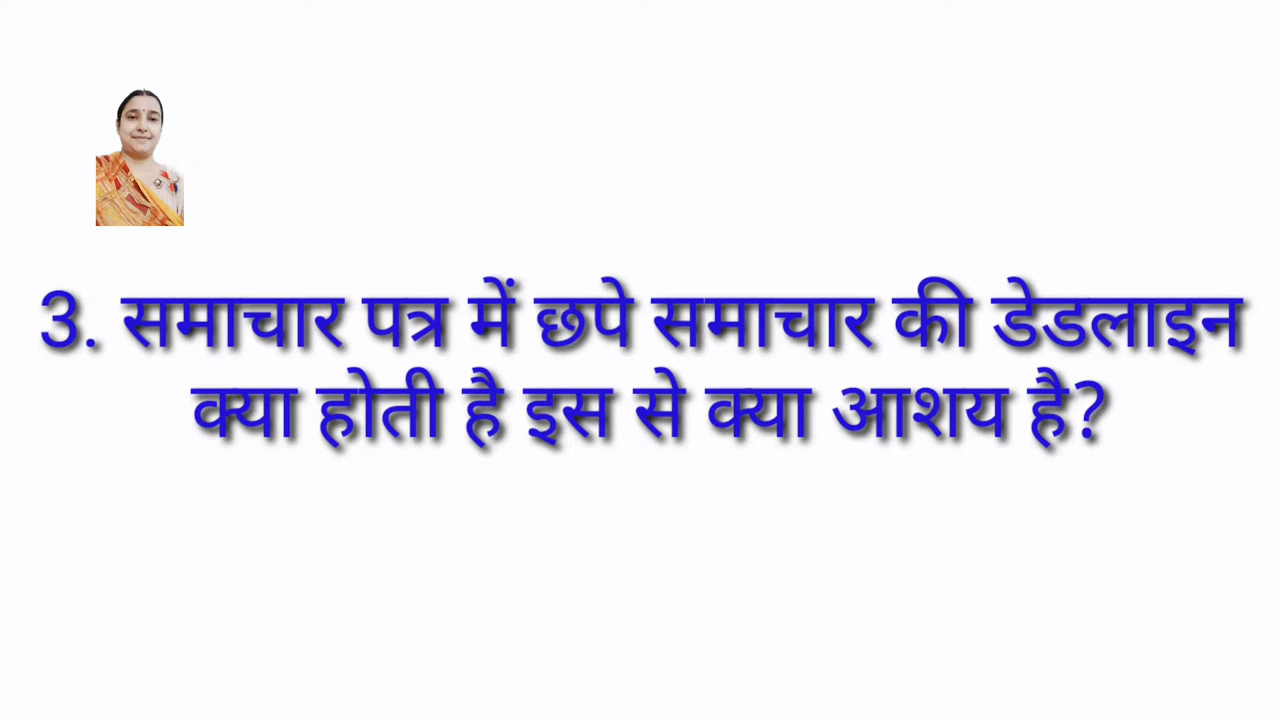 3. समाचार पत्र में छपे समाचार की डेडलाइन
क्या होती है इस से क्या आशय है?